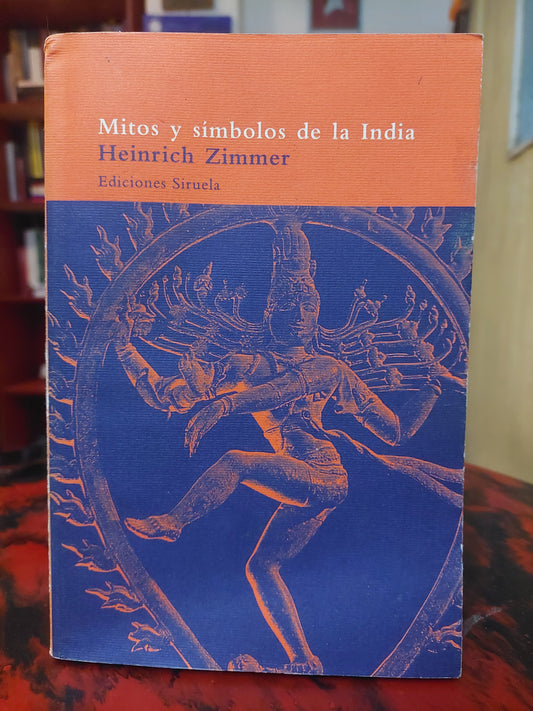 Mitos y símbolos de la India
Heinrich Zimmer
Ediciones Siruela